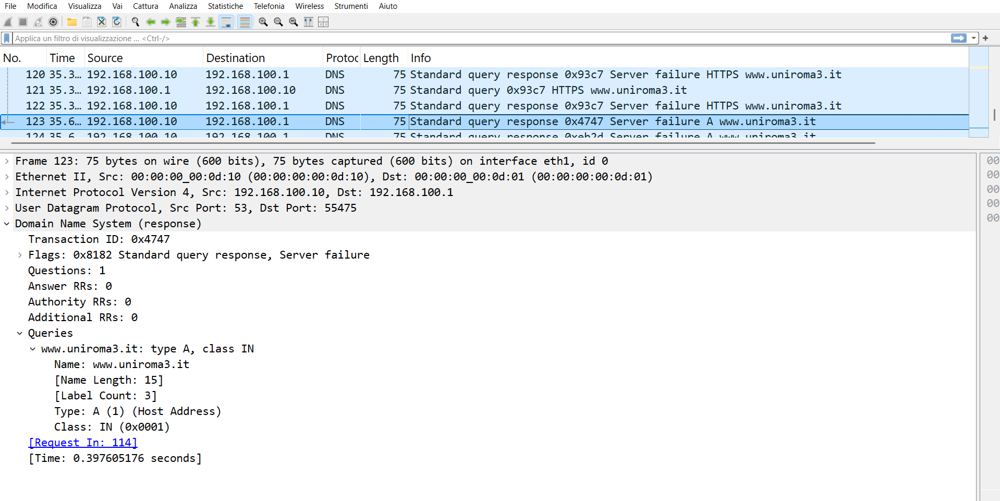 File Modifica Visualizza Vai Cattura Analizza Statistiche Telefonia Wireless Strumenti Aiuto
Applica un filtro di visualizzazione ... <Ctrl-/>
No. Time Source Destination Protoc Length Info
120 35.3… 192.168.100.10 192.168.100.1 DNS 75 Standard query response 0x93c7 Server failure HTTPS www.uniroma3.it
121 35.3… 192.168.100.1 192.168.100.10 DNS 75 Standard query 0x93c7 HTTPS www.uniroma3.it
122 35.3… 192.168.100.10 192.168.100.1 DNS 75 Standard query response 0x93c7 Server failure HTTPS www.uniroma3.it
123 35.6… 192.168.100.10 192.168.100.1 DNS 75 Standard query response 0x4747 Server failure A www.uniroma3.it
124 35.6 192.168.100.10 192.168.100.1 DNS 75 Standard query response 0xeb2d Server failure A www.uniroma3.it
Frame 123: 75 bytes on wire (600 bits), 75 bytes captured (600 bits) on interface eth1, id 0
Ethernet II, Src: 00:00:00_00:0d:10 (00:00:00:00:0d:10), Dst: 00:00:00_00:0d:01 (00:00:00:00:0d:01)
Internet Protocol Version 4, Src: 192.168.100.10, Dst: 192.168.100.1
User Datagram Protocol, Src Port: 53, Dst Port: 55475
Domain Name System (response)
Transaction ID: 0x4747
Flags: 0x8182 Standard query response, Server failure
Questions: 1
Answer RRs: 0
Authority RRs: 0
Additional RRs: 0
Queries
www.uniroma3.it: type A, class IN
Name: www.uniroma3.it
[Name Length: 15]
[Label Count: 3]
Type: A (1) (Host Address)
Class: IN (0x0001)
[Request In: 114]
[Time: 0.397605176 seconds]
00
00
00
00
00